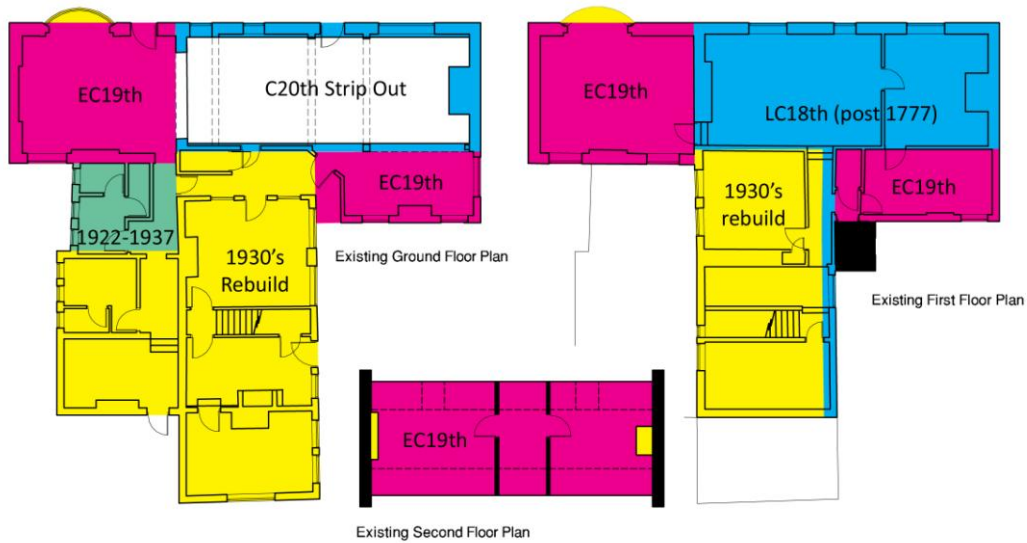 EC19th
C20th Strip Out
EC19th
1922-1937
1930's
Rebuild
Existing Ground Floor Plan
EC19th
LC18th (post 1777)
EC19th
1930's
rebuild
Existing First Floor Plan
EC19th
Existing Second Floor Plan